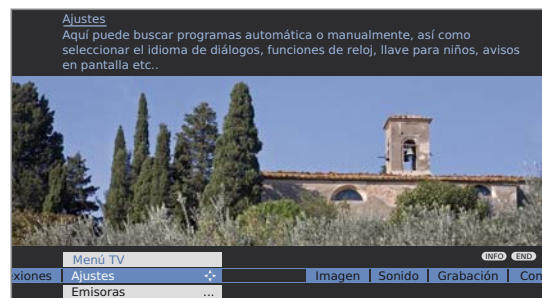 Ajustes
Aquí puede buscar programas automática o manualmente, así como
seleccionar el idioma de diálogos, funciones de reloj, llave para niños, avisos
en pantalla etc..
Menú TV
INFO END
exiones Ajustes Imagen Sonido Grabación Con
Emisoras ...